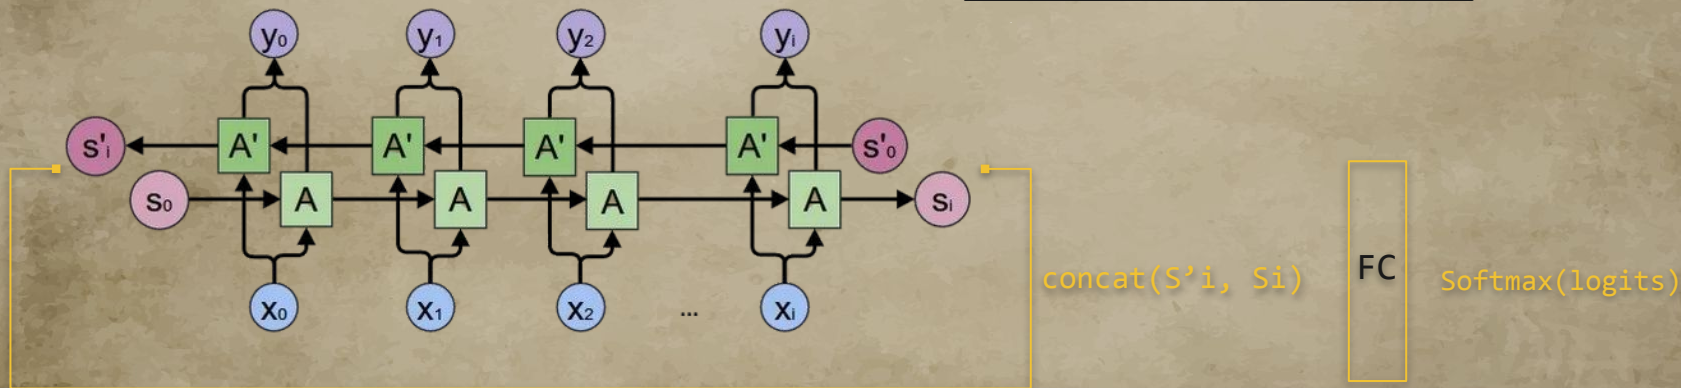 y₀ y₁ y₂ yᵢ
s'ᵢ A' A' A' A' s'₀
s₀ A A A A sᵢ
concat(S’i, Si) FC Softmax(logits)
x₀ x₁ x₂ ... xᵢ